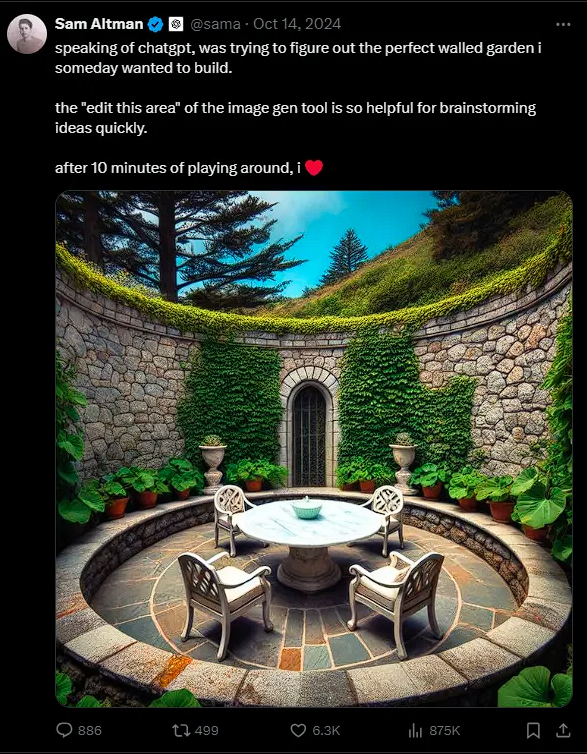 Sam Altman @sama · Oct 14, 2024
speaking of chatgpt, was trying to figure out the perfect walled garden i
someday wanted to build.
the "edit this area" of the image gen tool is so helpful for brainstorming
ideas quickly.
after 10 minutes of playing around, i ❤️
886 499 6.3K 875K